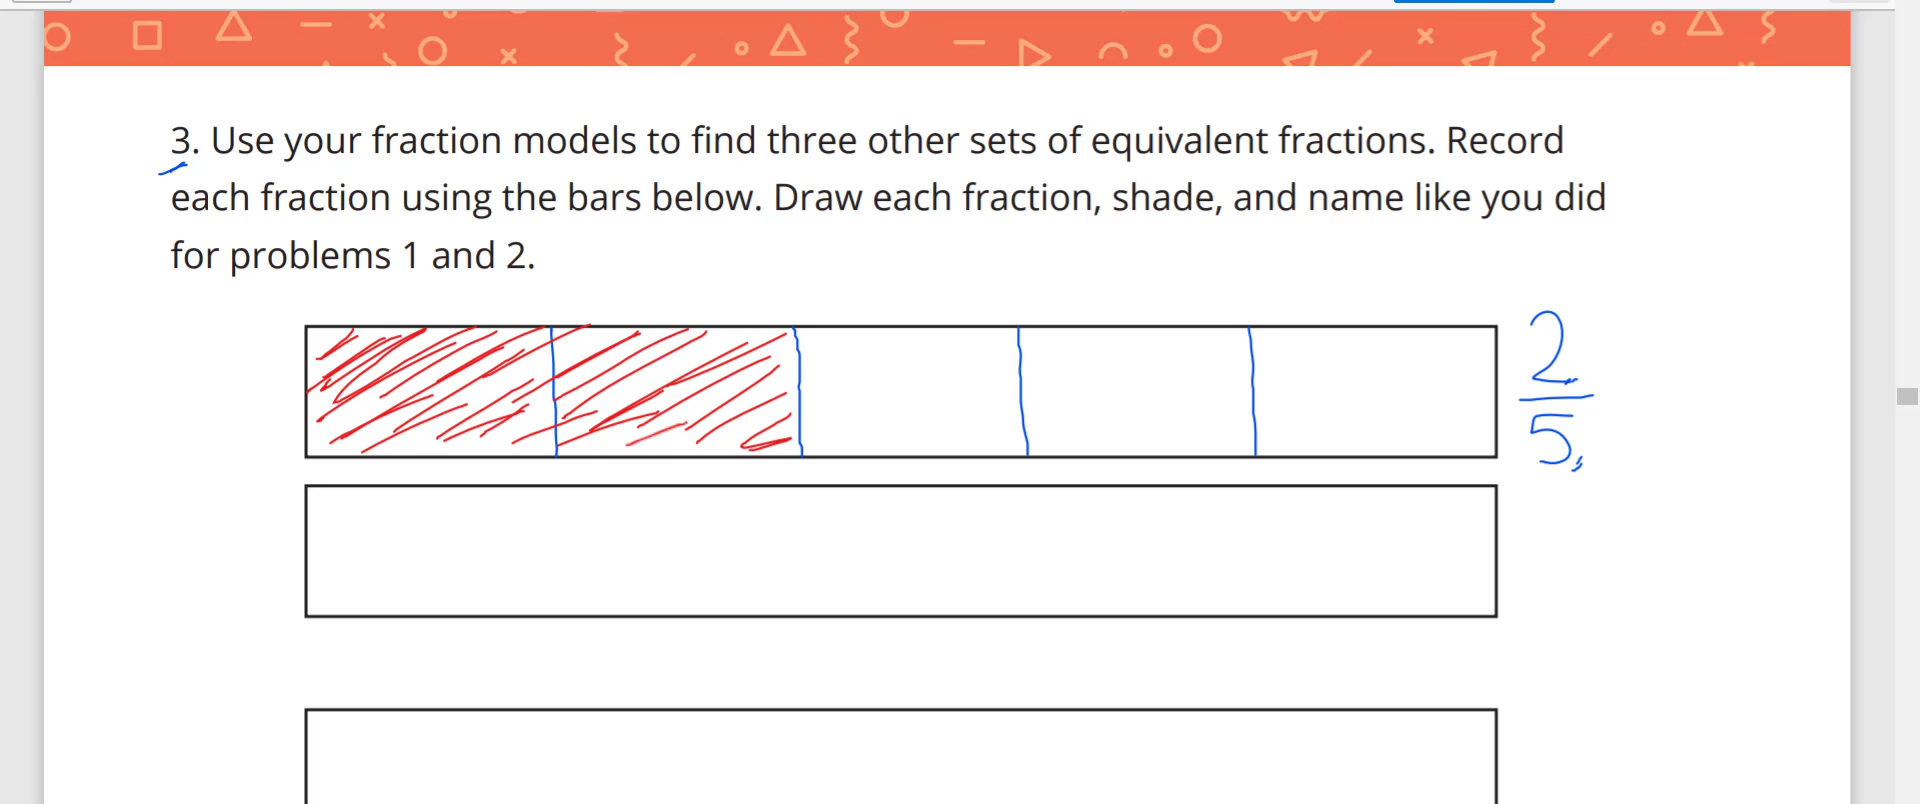 3. Use your fraction models to find three other sets of equivalent fractions. Record
each fraction using the bars below. Draw each fraction, shade, and name like you did
for problems 1 and 2.
2
5